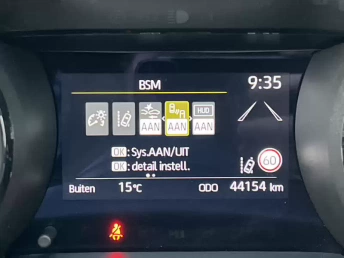 BSM
9:35
HUD
AAN AAN AAN
OK : Sys.AAN/UIT
OK : detail instell.
60
Buiten 15°C ODO 44154 km